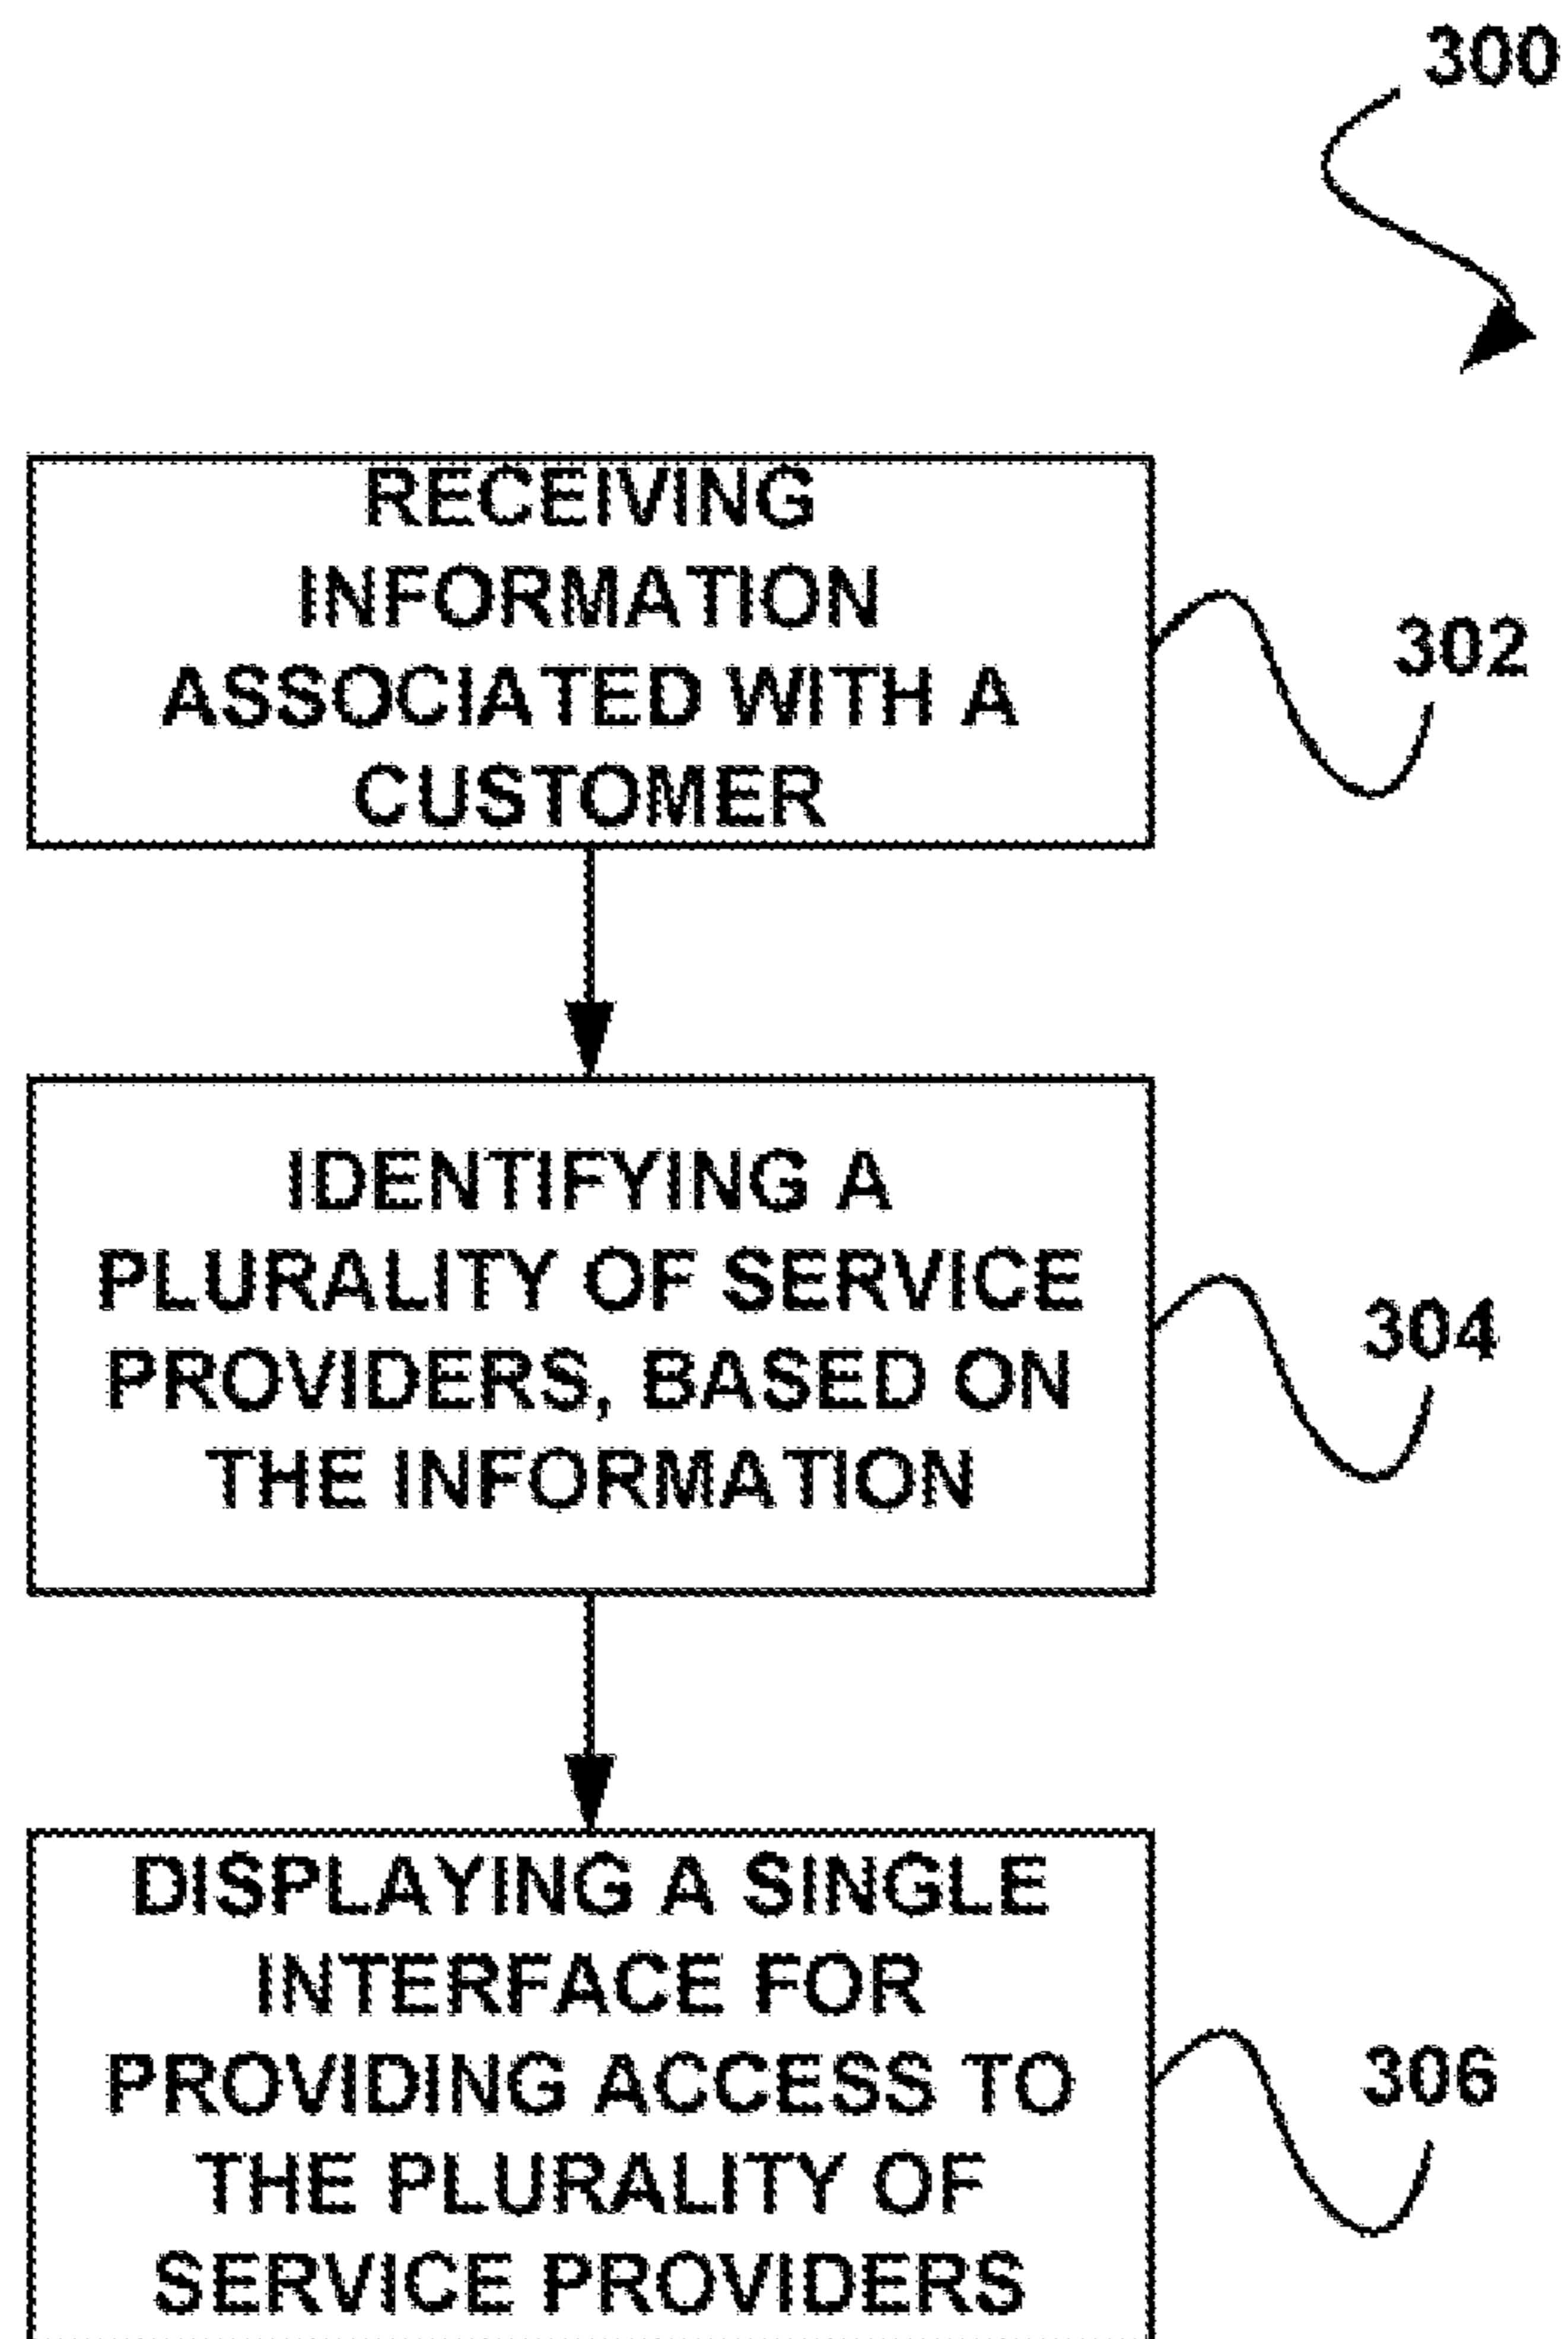 300
RECEIVING
INFORMATION
ASSOCIATED WITH A
CUSTOMER
302
IDENTIFYING A
PLURALITY OF SERVICE
PROVIDERS, BASED ON
THE INFORMATION
304
DISPLAYING A SINGLE
INTERFACE FOR
PROVIDING ACCESS TO
THE PLURALITY OF
SERVICE PROVIDERS
306